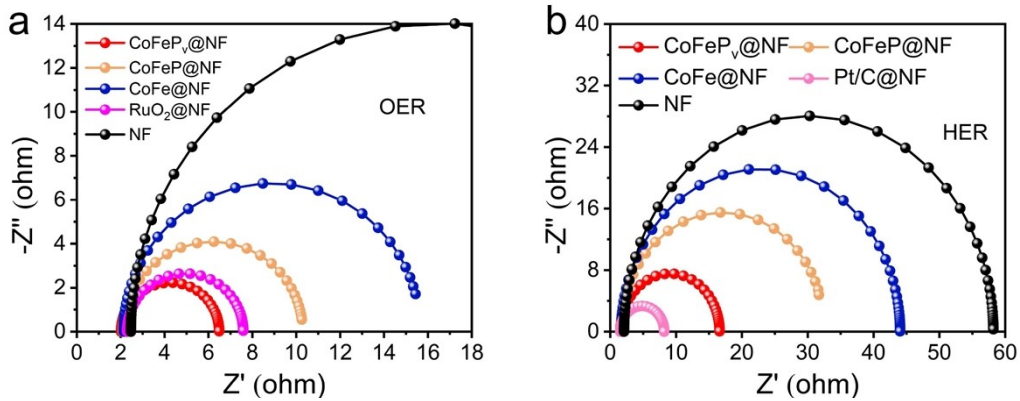 a
14
12
10
8
6
4
2
0
-Z" (ohm)
CoFePᵥ@NF
CoFeP@NF
CoFe@NF
RuO₂@NF
NF
OER
0 2 4 6 8 10 12 14 16 18
Z' (ohm)
b
40
32
24
16
8
0
-Z" (ohm)
CoFePᵥ@NF CoFeP@NF
CoFe@NF Pt/C@NF
NF
HER
0 10 20 30 40 50 60
Z' (ohm)